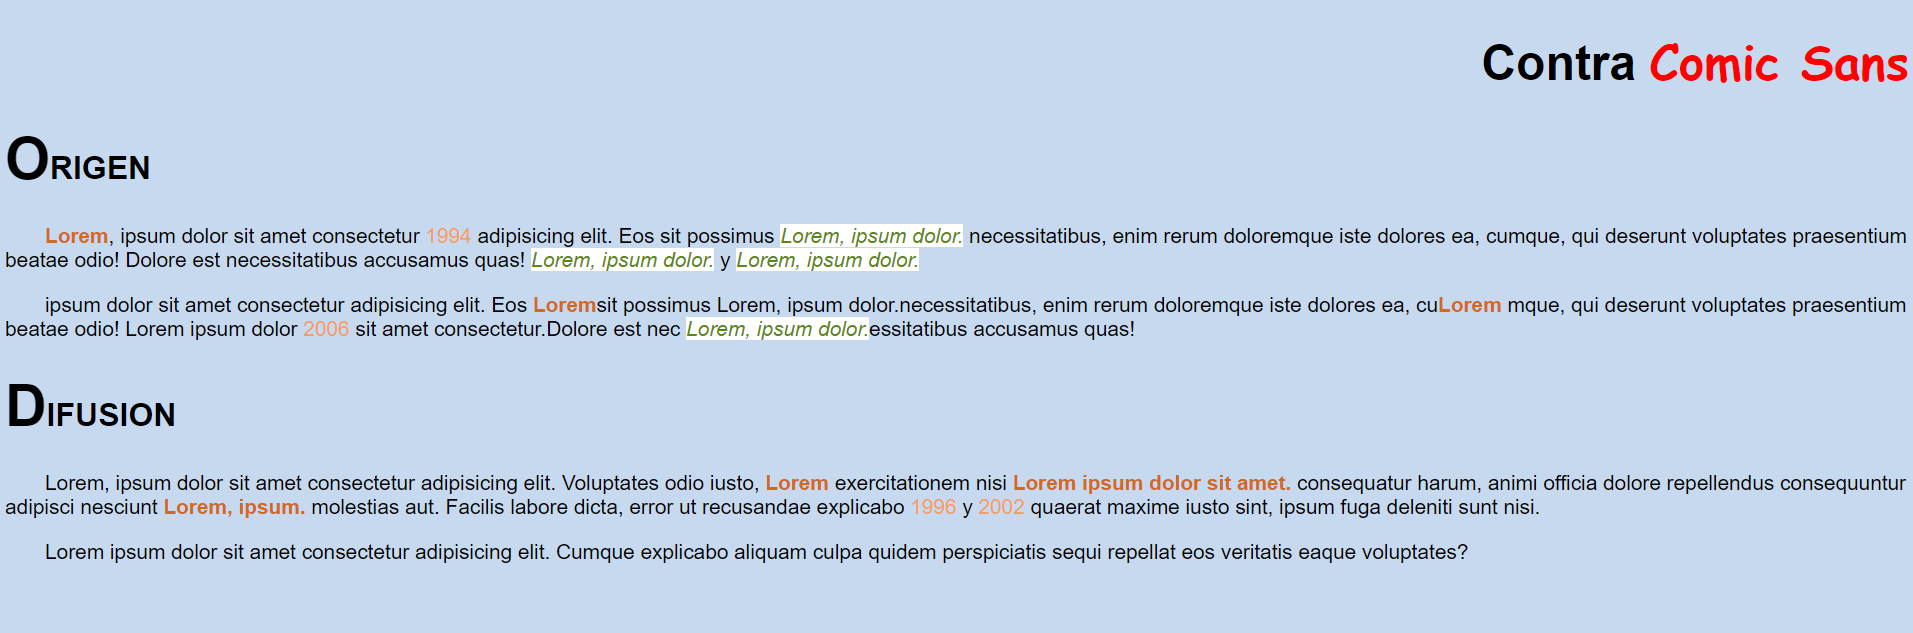 Contra Comic Sans
ORIGEN
Lorem, ipsum dolor sit amet consectetur 1994 adipisicing elit. Eos sit possimus Lorem, ipsum dolor. necessitatibus, enim rerum doloremque iste dolores ea, cumque, qui deserunt voluptates praesentium
beatae odio! Dolore est necessitatibus accusamus quas! Lorem, ipsum dolor. y Lorem, ipsum dolor.
ipsum dolor sit amet consectetur adipisicing elit. Eos Loremsit possimus Lorem, ipsum dolor.necessitatibus, enim rerum doloremque iste dolores ea, cuLorem mque, qui deserunt voluptates praesentium
beatae odio! Lorem ipsum dolor 2006 sit amet consectetur.Dolore est nec Lorem, ipsum dolor.essitatibus accusamus quas!
DIFUSION
Lorem, ipsum dolor sit amet consectetur adipisicing elit. Voluptates odio iusto, Lorem exercitationem nisi Lorem ipsum dolor sit amet. consequatur harum, animi officia dolore repellendus consequuntur
adipisci nesciunt Lorem, ipsum. molestias aut. Facilis labore dicta, error ut recusandae explicabo 1996 y 2002 quaerat maxime iusto sint, ipsum fuga deleniti sunt nisi.
Lorem ipsum dolor sit amet consectetur adipisicing elit. Cumque explicabo aliquam culpa quidem perspiciatis sequi repellat eos veritatis eaque voluptates?